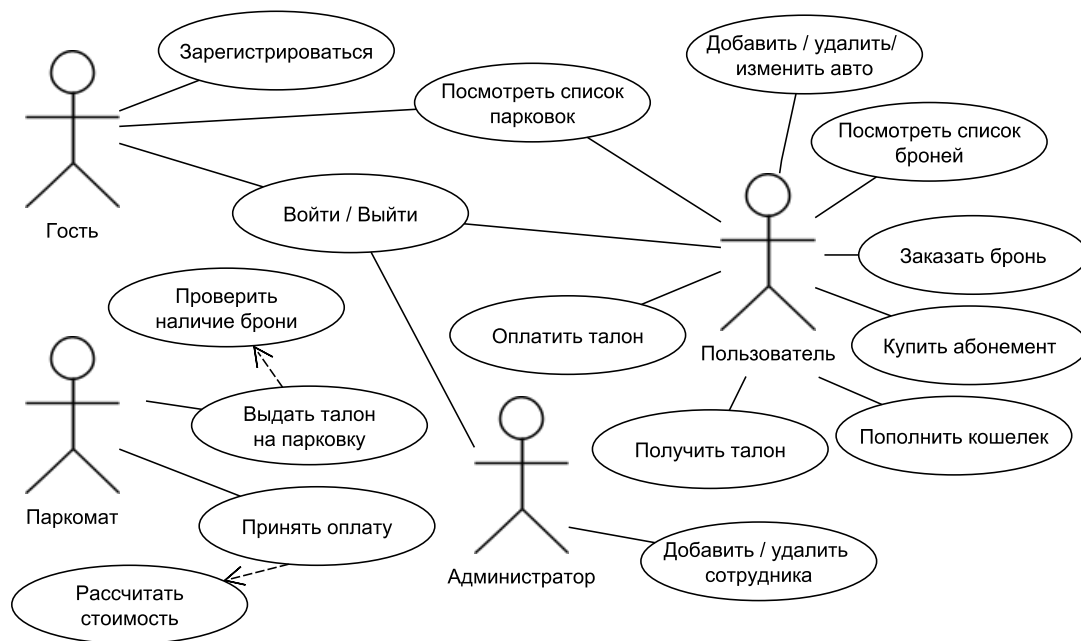 Зарегистрироваться
Добавить / удалить/
изменить авто
Посмотреть список
парковок
Посмотреть список
броней
Гость
Войти / Выйти
Заказать бронь
Проверить
наличие брони
Оплатить талон
Пользователь
Купить абонемент
Выдать талон
на парковку
Получить талон
Пополнить кошелек
Паркомат
Принять оплату
Администратор
Добавить / удалить
сотрудника
Рассчитать
стоимость